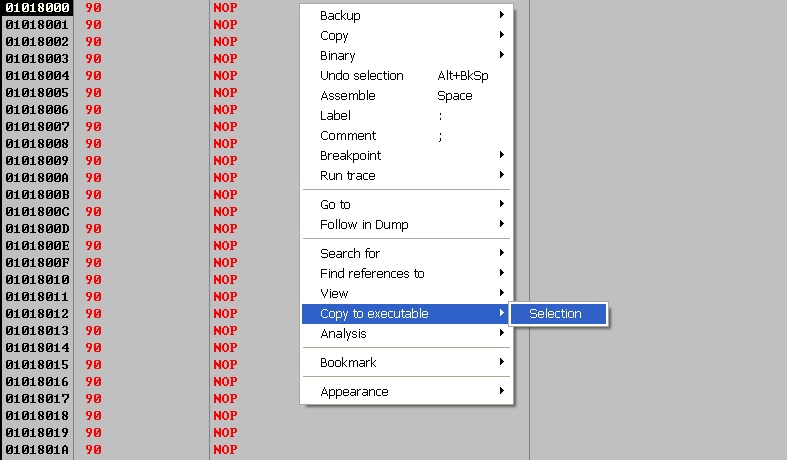 01018000 90 NOP
01018001 90 NOP Backup
01018002 90 NOP Copy
01018003 90 NOP Binary
01018004 90 NOP Undo selection Alt+BkSp
01018005 90 NOP Assemble Space
01018006 90 NOP Label :
01018007 90 NOP Comment ;
01018008 90 NOP Breakpoint
01018009 90 NOP Run trace
0101800A 90 NOP
0101800B 90 NOP Go to
0101800C 90 NOP Follow in Dump
0101800D 90 NOP
0101800E 90 NOP Search for
0101800F 90 NOP Find references to
01018010 90 NOP
01018011 90 NOP View
01018012 90 NOP Copy to executable Selection
01018013 90 NOP Analysis
01018014 90 NOP
01018015 90 NOP Bookmark
01018016 90 NOP
01018017 90 NOP Appearance
01018018 90 NOP
01018019 90 NOP
0101801A 90 NOP